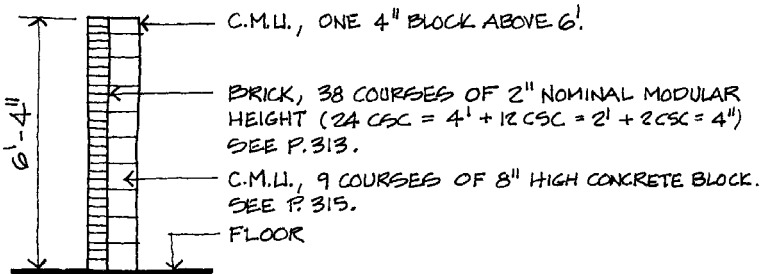 C.M.U., ONE 4" BLOCK ABOVE 6'.
BRICK, 38 COURSES OF 2" NOMINAL MODULAR
HEIGHT (24 CSC = 4' + 12 CSC = 2' + 2 CSC = 4")
SEE P. 313.
C.M.U., 9 COURSES OF 8" HIGH CONCRETE BLOCK.
SEE P. 315.
FLOOR
6'-4"